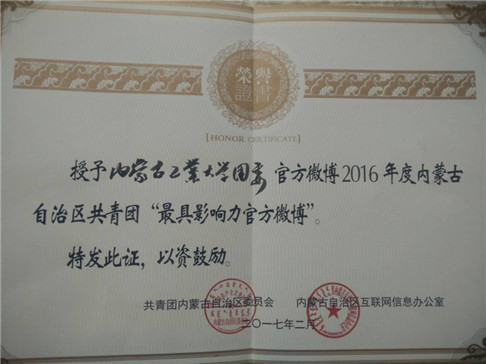 荣誉
证书
[HONOR CERTIFICATE]
授予内蒙古工业大学团委官方微博2016年度内蒙古
自治区共青团“最具影响力官方微博”。
特发此证,以资鼓励。
共青团内蒙古自治区委员会 内蒙古自治区互联网信息办公室
二〇一七年二月